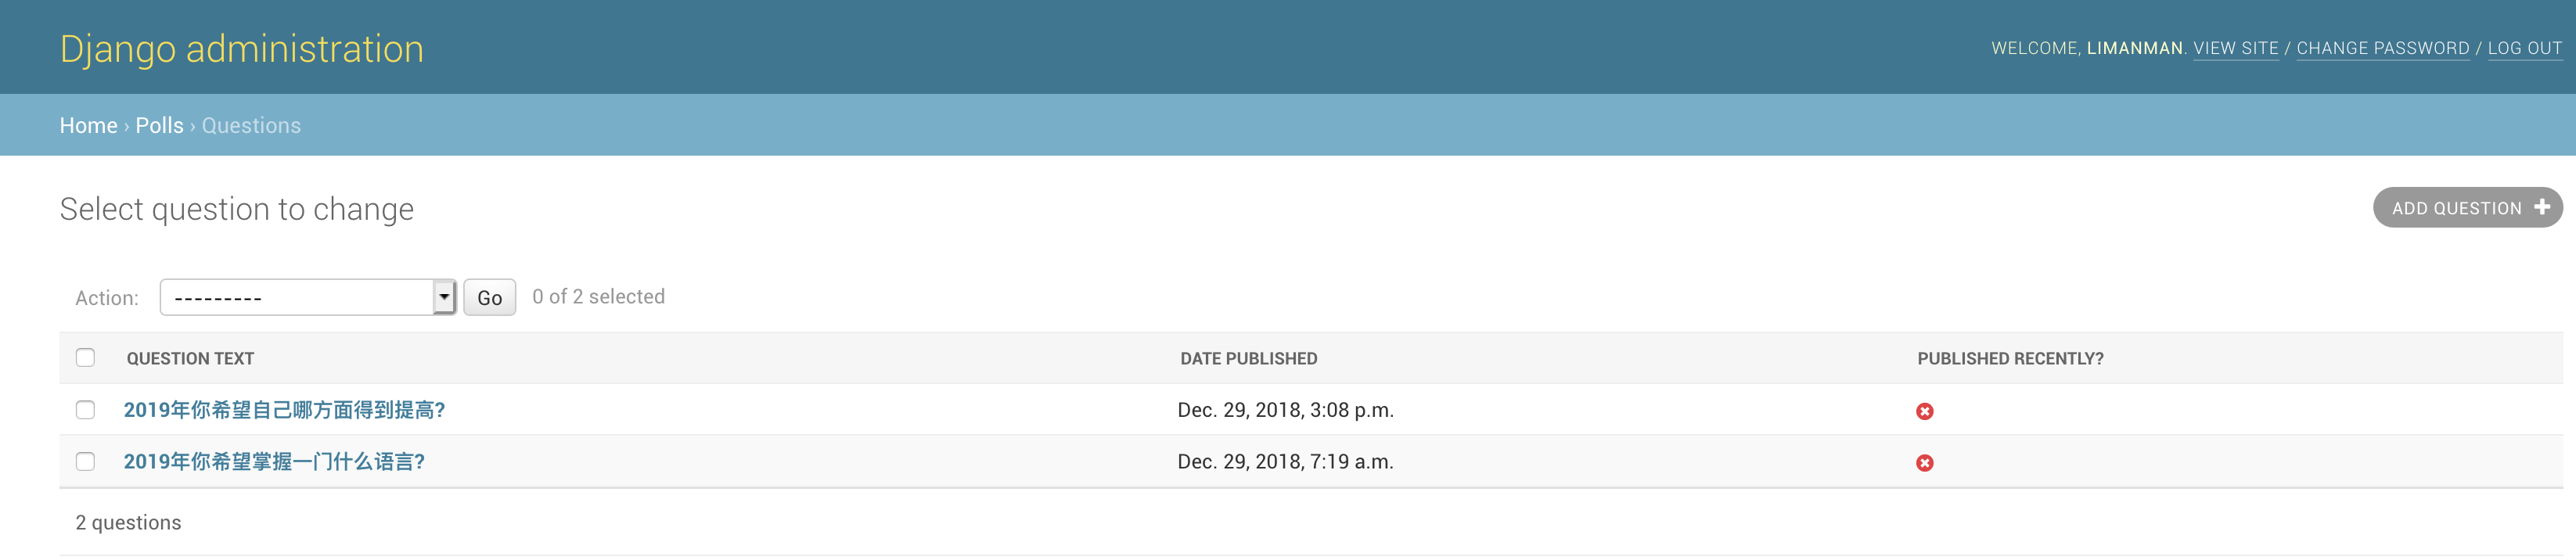 Django administration
WELCOME, LIMANMAN. VIEW SITE / CHANGE PASSWORD / LOG OUT
Home › Polls › Questions
Select question to change
ADD QUESTION +
Action: --------- Go 0 of 2 selected
QUESTION TEXT DATE PUBLISHED PUBLISHED RECENTLY?
2019年你希望自己哪方面得到提高? Dec. 29, 2018, 3:08 p.m.
2019年你希望掌握一门什么语言? Dec. 29, 2018, 7:19 a.m.
2 questions